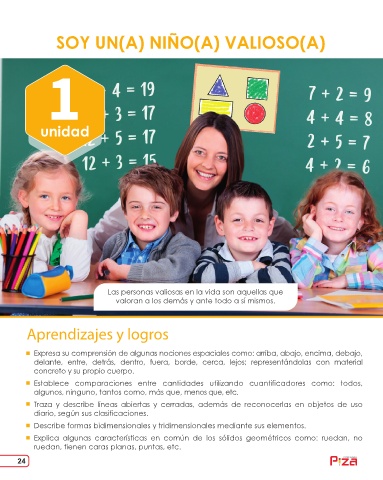 SOY UN(A) NIÑO(A) VALIOSO(A)
1
unidad
4 = 19
+ 3 = 17
+ 5 = 17
12 + 3 = 15
7 + 2 = 9
4 + 4 = 8
2 + 5 = 7
4 + 2 = 6
Las personas valiosas en la vida son aquellas que
valoran a los demás y ante todo a sí mismos.
Aprendizajes y logros
Expresa su comprensión de algunas nociones espaciales como: arriba, abajo, encima, debajo,
delante, entre, detrás, dentro, fuera, borde, cerca, lejos; representándolas con material
concreto y su propio cuerpo.
Establece comparaciones entre cantidades utilizando cuantificadores como: todos,
algunos, ninguno, tantos como, más que, menos que, etc.
Traza y describe líneas abiertas y cerradas, además de reconocerlas en objetos de uso
diario, según sus clasificaciones.
Describe formas bidimensionales y tridimensionales mediante sus elementos.
Explica algunas características en común de los sólidos geométricos como: ruedan, no
ruedan, tienen caras planas, puntas, etc.
24